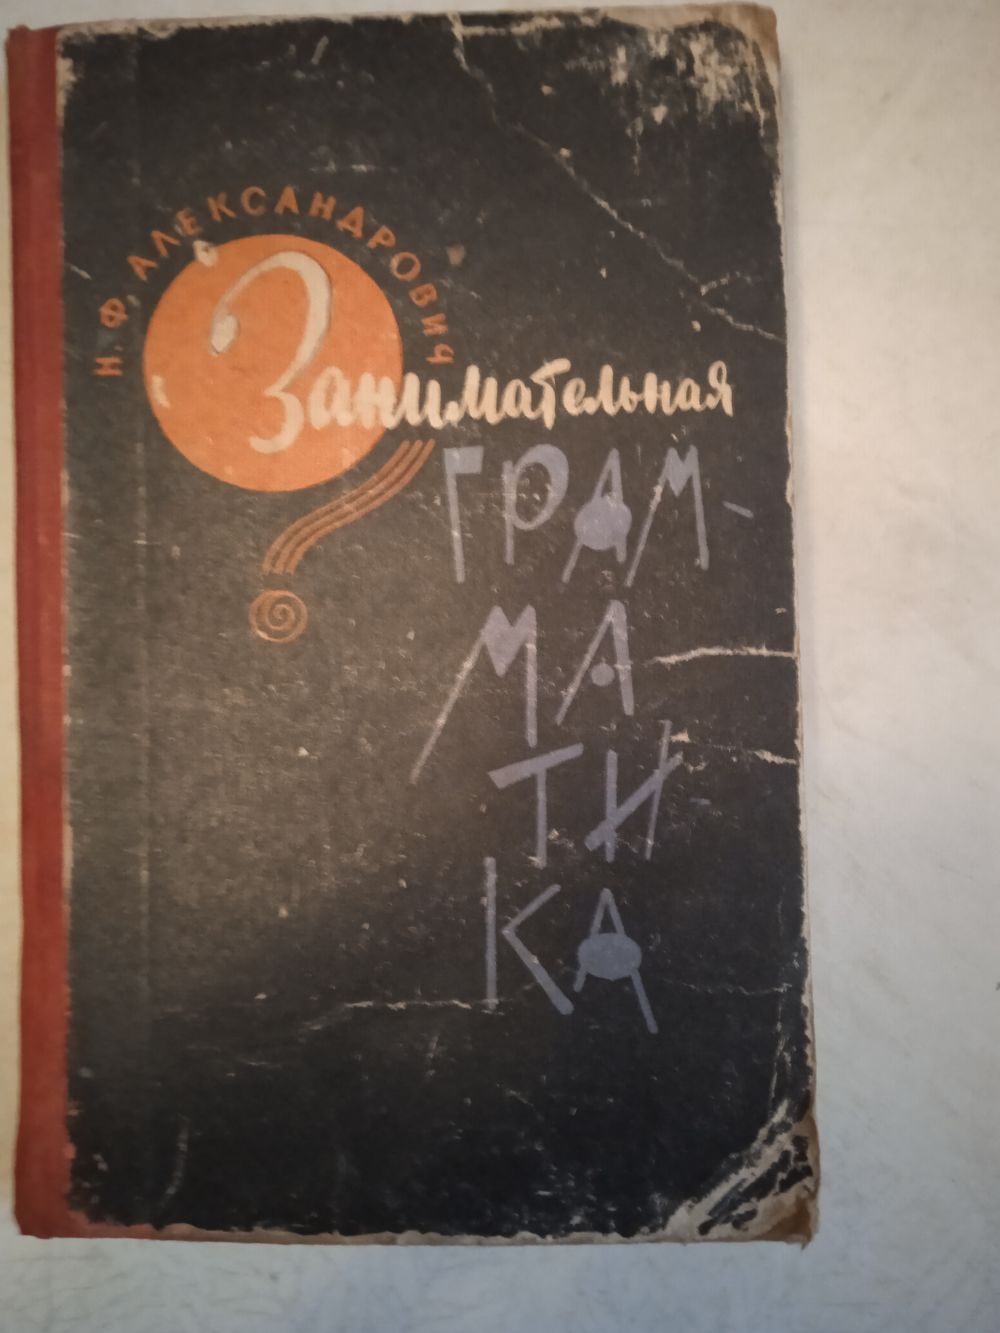 Н. Ф. АЛЕКСАНДРОВИЧ
Занимательная
ГРАМ-
МА
ТИ-
КА